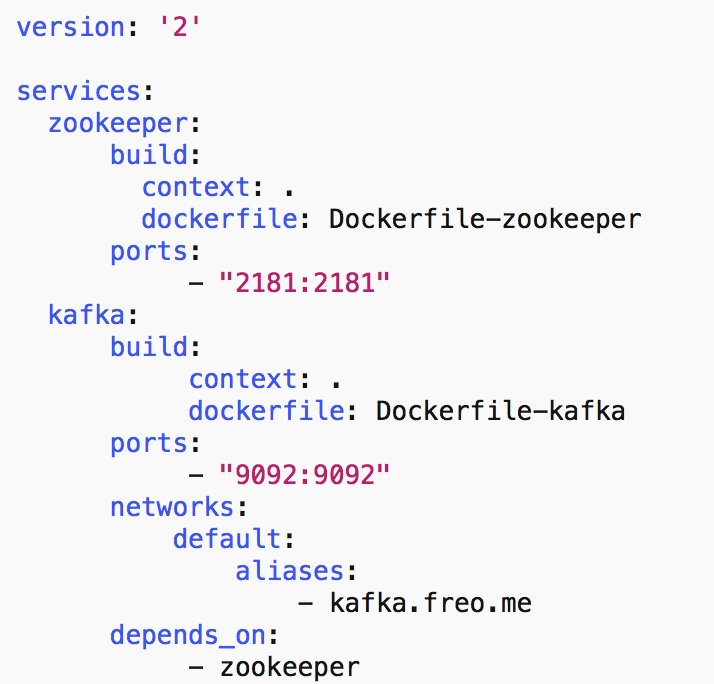 version: '2'

services:
  zookeeper:
      build:
        context: .
        dockerfile: Dockerfile-zookeeper
      ports:
           - "2181:2181"
  kafka:
      build:
           context: .
           dockerfile: Dockerfile-kafka
      ports:
           - "9092:9092"
      networks:
          default:
              aliases:
                  - kafka.freo.me
      depends_on:
           - zookeeper